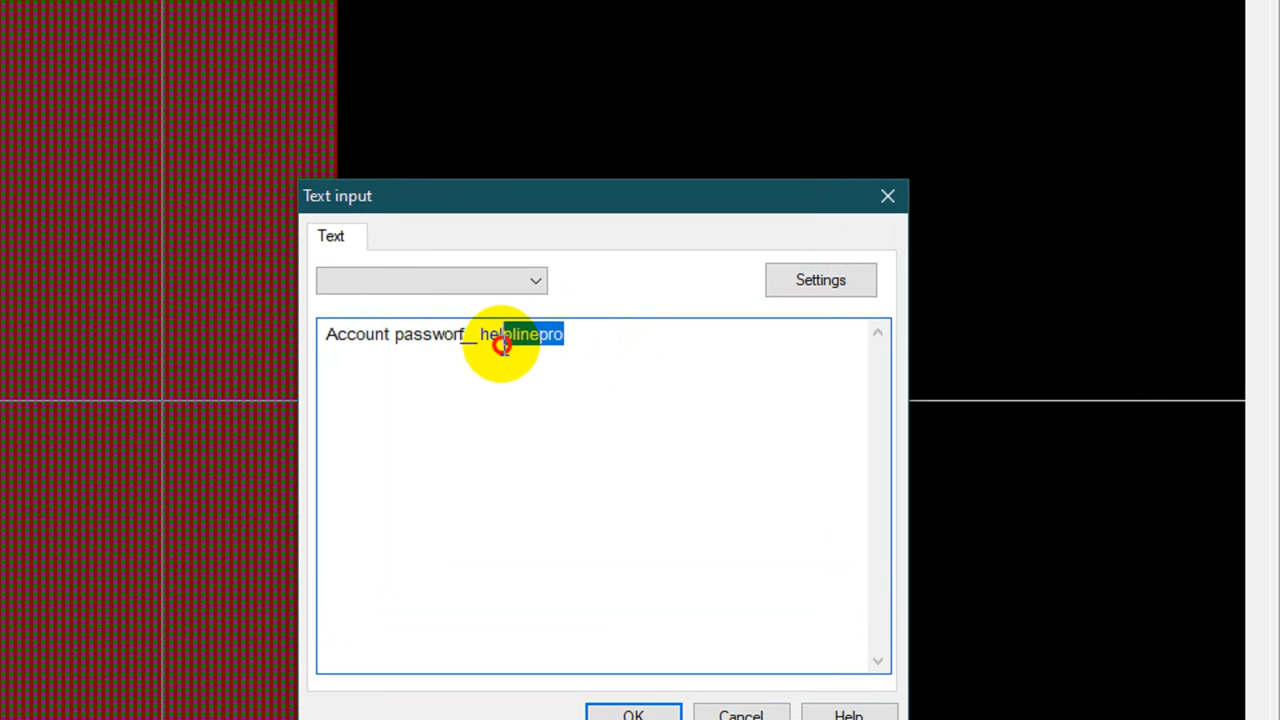 Text input
Text
Settings
Account passworf__helplinepro
OK
Cancel
Help